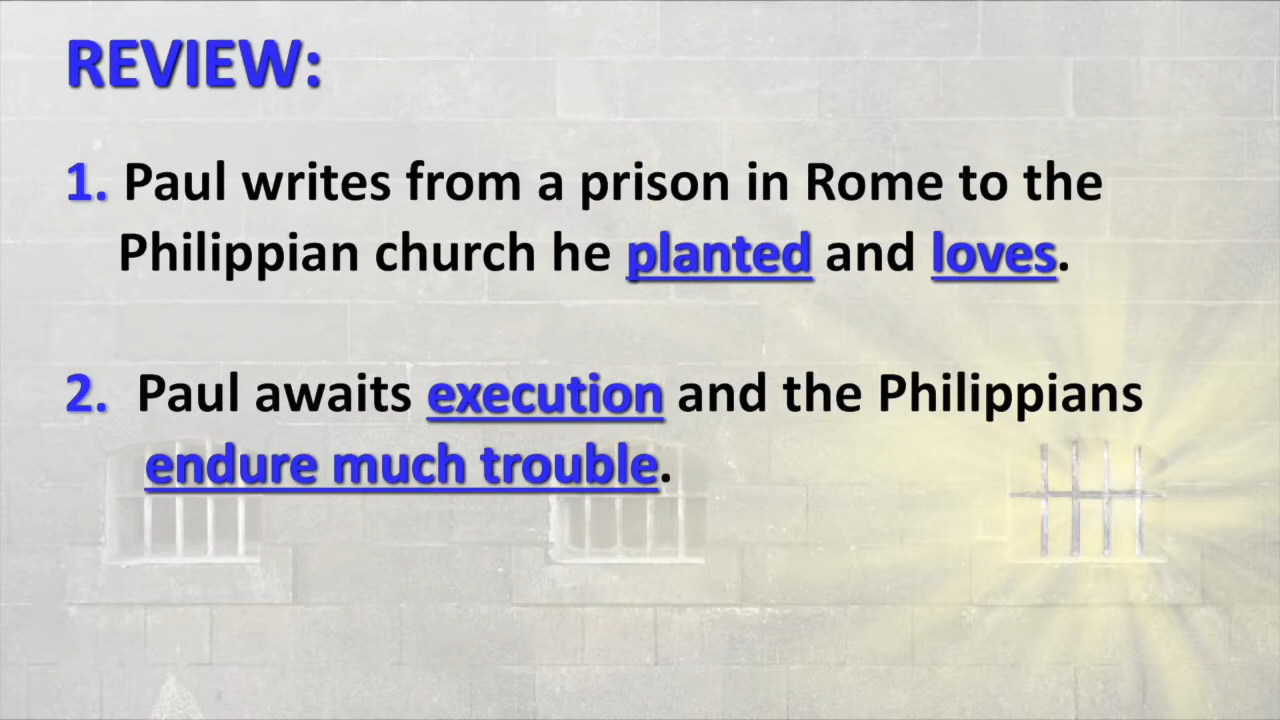 REVIEW:
1. Paul writes from a prison in Rome to the
Philippian church he planted and loves.
2. Paul awaits execution and the Philippians
endure much trouble.